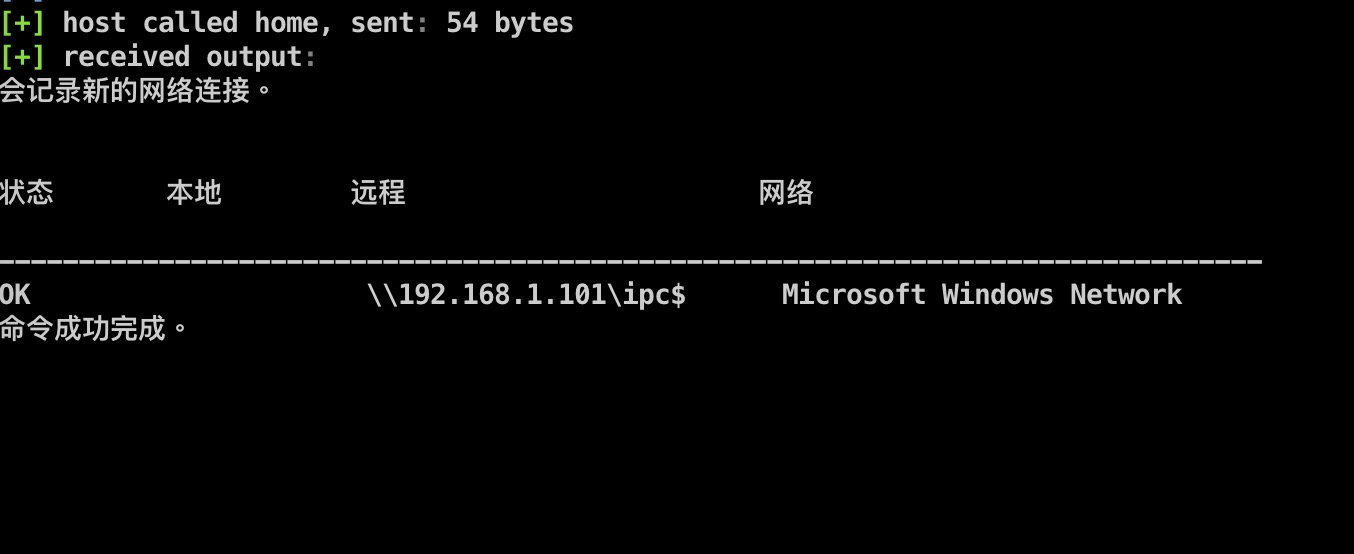 [+] host called home, sent: 54 bytes
[+] received output:
会记录新的网络连接。
状态 本地 远程 网络
-------------------------------------------------------------------------------
OK \\192.168.1.101\ipc$ Microsoft Windows Network
命令成功完成。